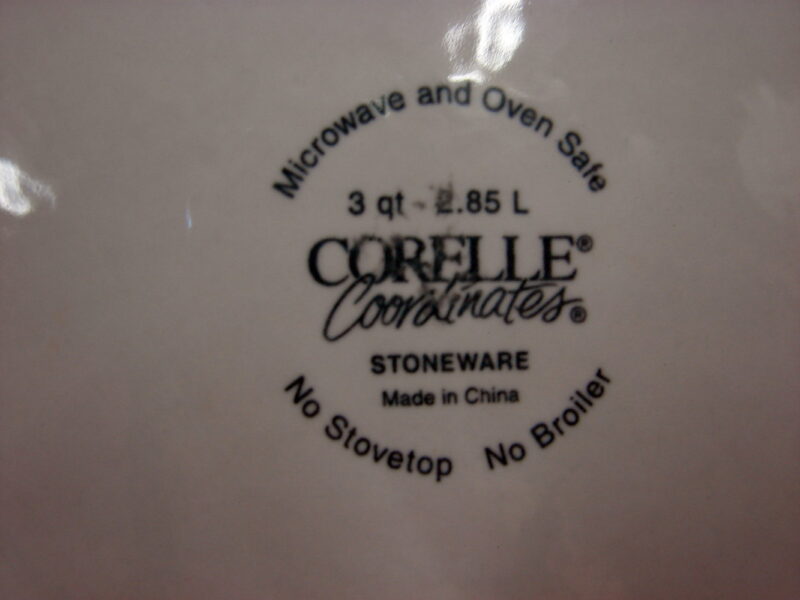 Microwave and Oven Safe
3 qt - 2.85 L
CORELLE®
Coordinates®
STONEWARE
Made in China
No Stovetop No Broiler